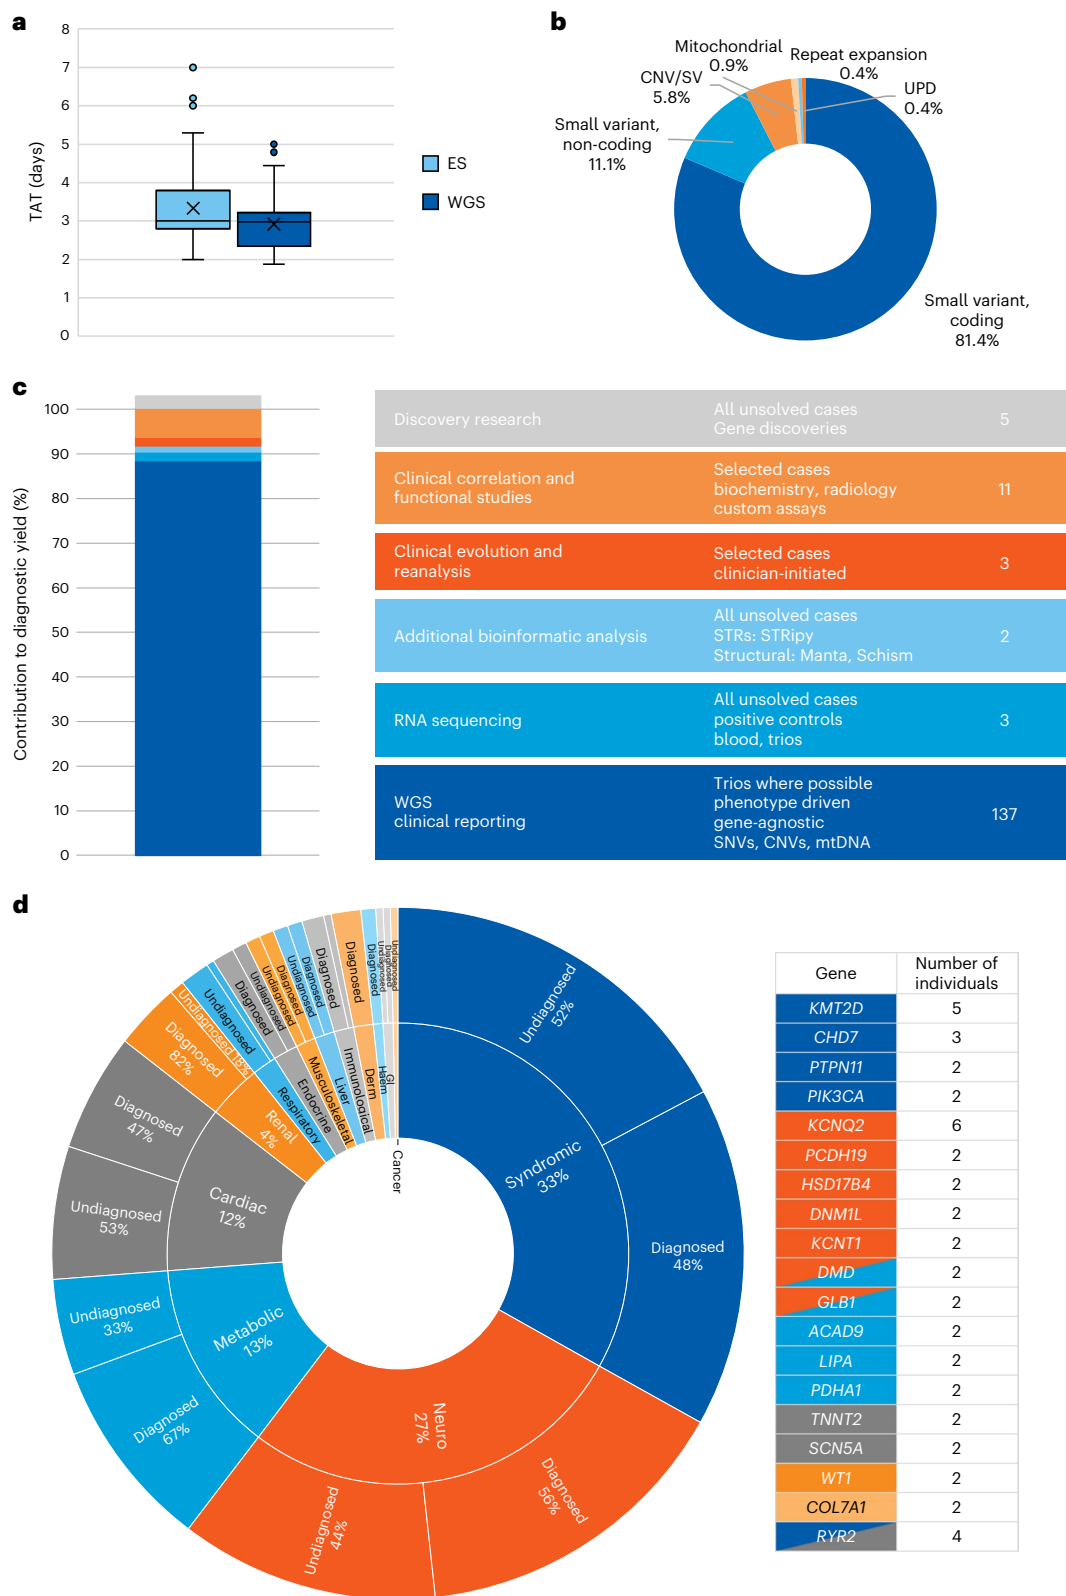 a
8
7
6
5
4
3
2
1
0
TAT (days)
ES
WGS
b
Mitochondrial
0.9%
Repeat expansion
0.4%
CNV/SV
5.8%
UPD
0.4%
Small variant,
non-coding
11.1%
Small variant,
coding
81.4%
c
100
90
80
70
60
50
40
30
20
10
0
Contribution to diagnostic yield (%)
Discovery research
All unsolved cases
Gene discoveries
5
Clinical correlation and
functional studies
Selected cases
biochemistry, radiology
custom assays
11
Clinical evolution and
reanalysis
Selected cases
clinician-initiated
3
Additional bioinformatic analysis
All unsolved cases
STRs: STRipy
Structural: Manta, Schism
2
RNA sequencing
All unsolved cases
positive controls
blood, trios
3
WGS
clinical reporting
Trios where possible
phenotype driven
gene-agnostic
SNVs, CNVs, mtDNA
137
d
Undiagnosed
52%
Diagnosed
48%
Syndromic
33%
Neuro
27%
Diagnosed
56%
Undiagnosed
44%
Metabolic
13%
Diagnosed
67%
Undiagnosed
33%
Cardiac
12%
Undiagnosed
53%
Diagnosed
47%
Renal
4%
Diagnosed
82%
Undiagnosed 18%
Respiratory
Undiagnosed
Endocrine
Diagnosed
Undiagnosed
Musculoskeletal
Undiagnosed
Diagnosed
Liver
Undiagnosed
Diagnosed
Immunological
Diagnosed
Derm
Diagnosed
Haem
Diagnosed
GI
Undiagnosed
Diagnosed
Cancer
Undiagnosed
Gene
Number of
individuals
KMT2D 5
CHD7 3
PTPN11 2
PIK3CA 2
KCNQ2 6
PCDH19 2
HSD17B4 2
DNM1L 2
KCNT1 2
DMD 2
GLB1 2
ACAD9 2
LIPA 2
PDHA1 2
TNNT2 2
SCN5A 2
WT1 2
COL7A1 2
RYR2 4